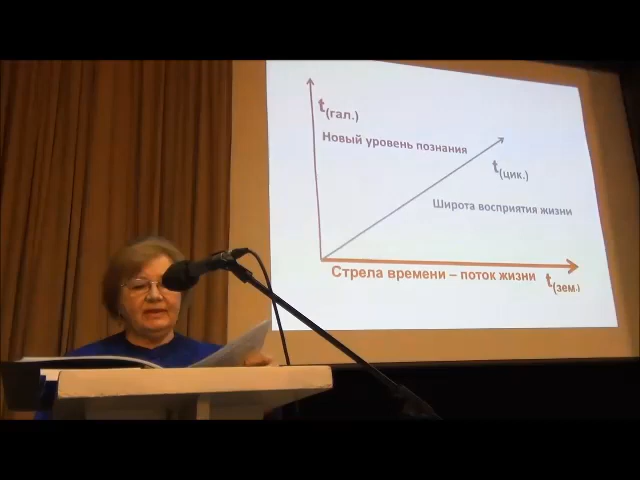 t(гал.)
Новый уровень познания
t(цик.)
Широта восприятия жизни
Стрела времени – поток жизни
t(зем.)